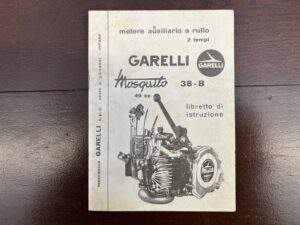 motore ausiliario a rullo
2 tempi
GARELLI
GARELLI
Mosquito 38-B
49 cc
libretto di
istruzione
GARELLI